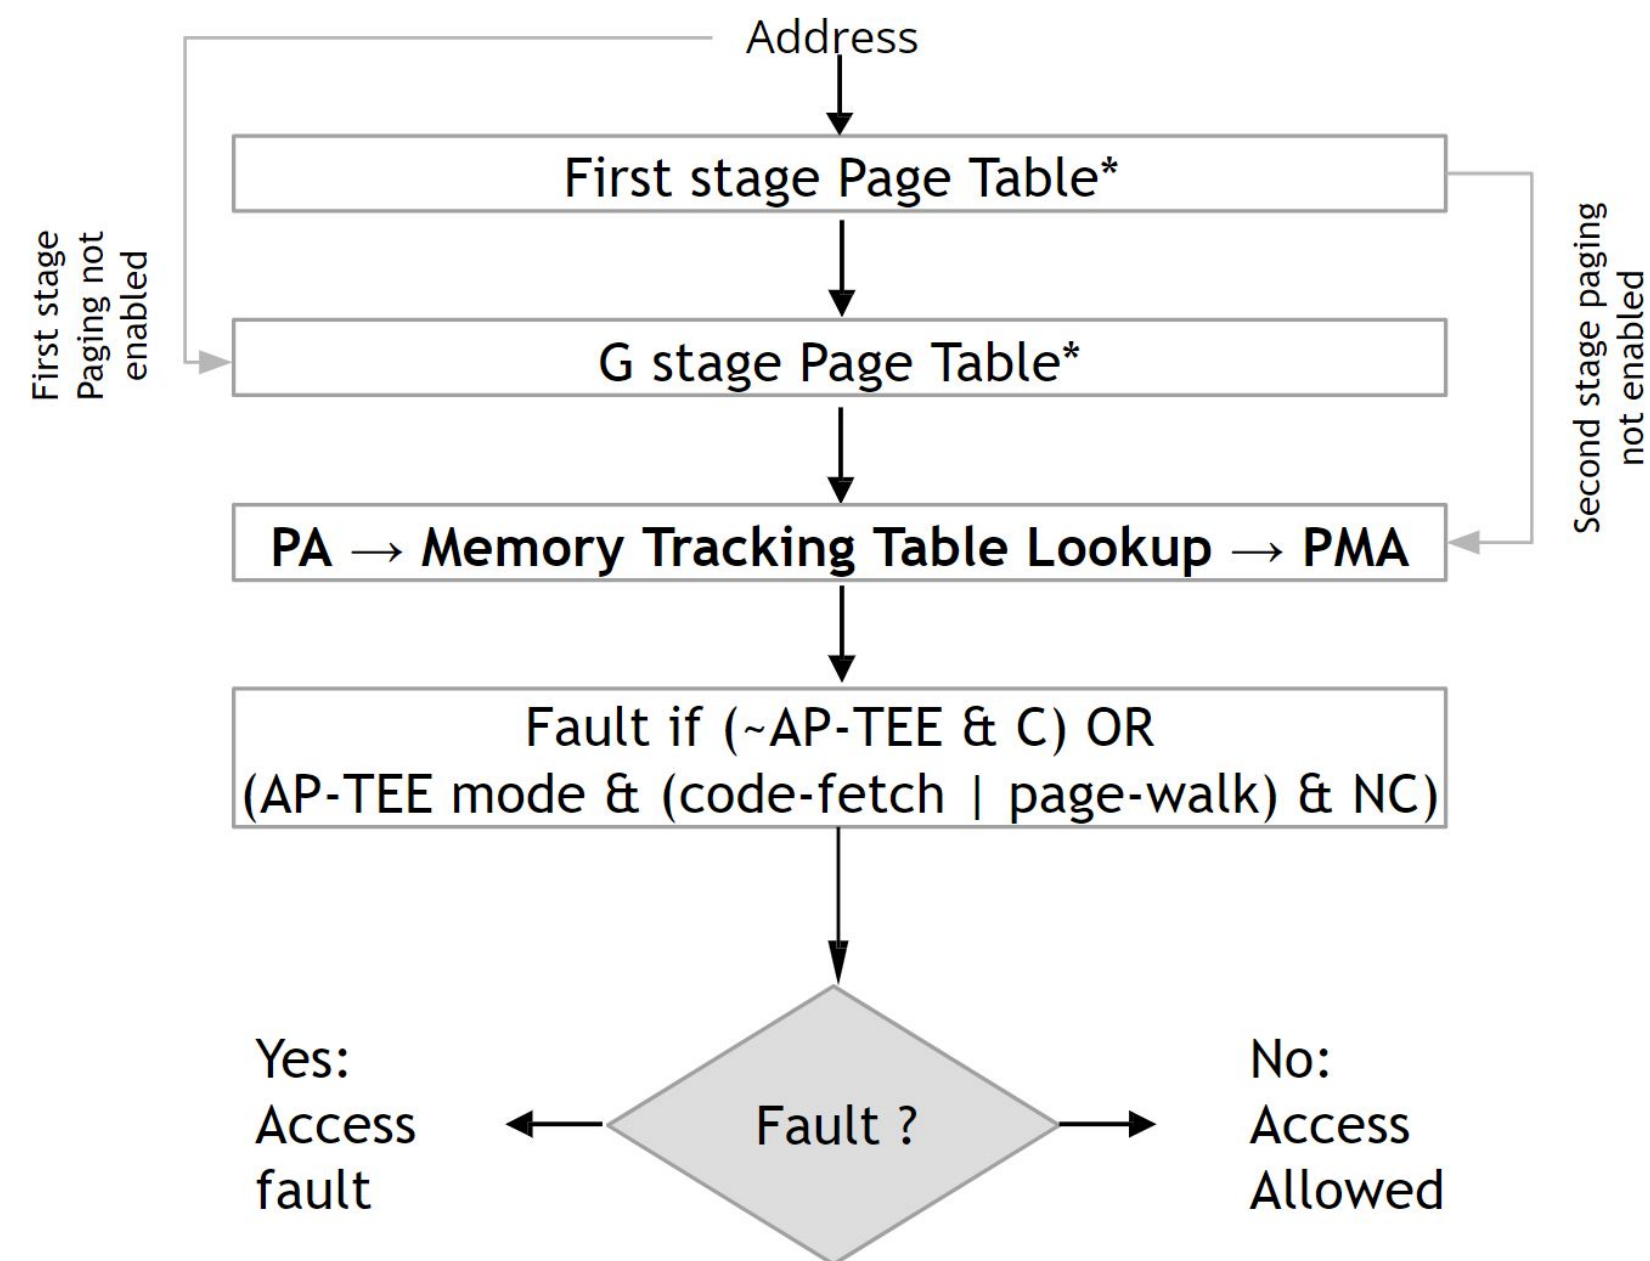 Address
First stage Page Table*
First stage
Paging not
enabled
Second stage paging
not enabled
G stage Page Table*
PA → Memory Tracking Table Lookup → PMA
Fault if (~AP-TEE & C) OR
(AP-TEE mode & (code-fetch | page-walk) & NC)
Yes:
Access
fault
Fault ?
No:
Access
Allowed